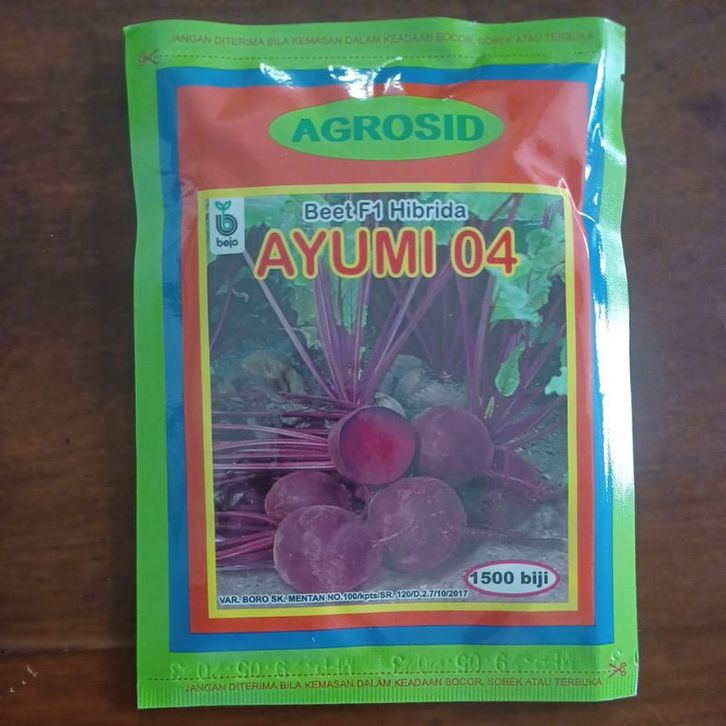 JANGAN DITERIMA BILA KEMASAN DALAM KEADAAN BOCOR, SOBEK ATAU TERBUKA
AGROSID
bejo
Beet F1 Hibrida
AYUMI 04
1500 biji
VAR. BORO SK. MENTAN NO.100/kpts/SR. 120/D.2.7/10/2017
JANGAN DITERIMA BILA KEMASAN DALAM KEADAAN BOCOR, SOBEK ATAU TERBUKA